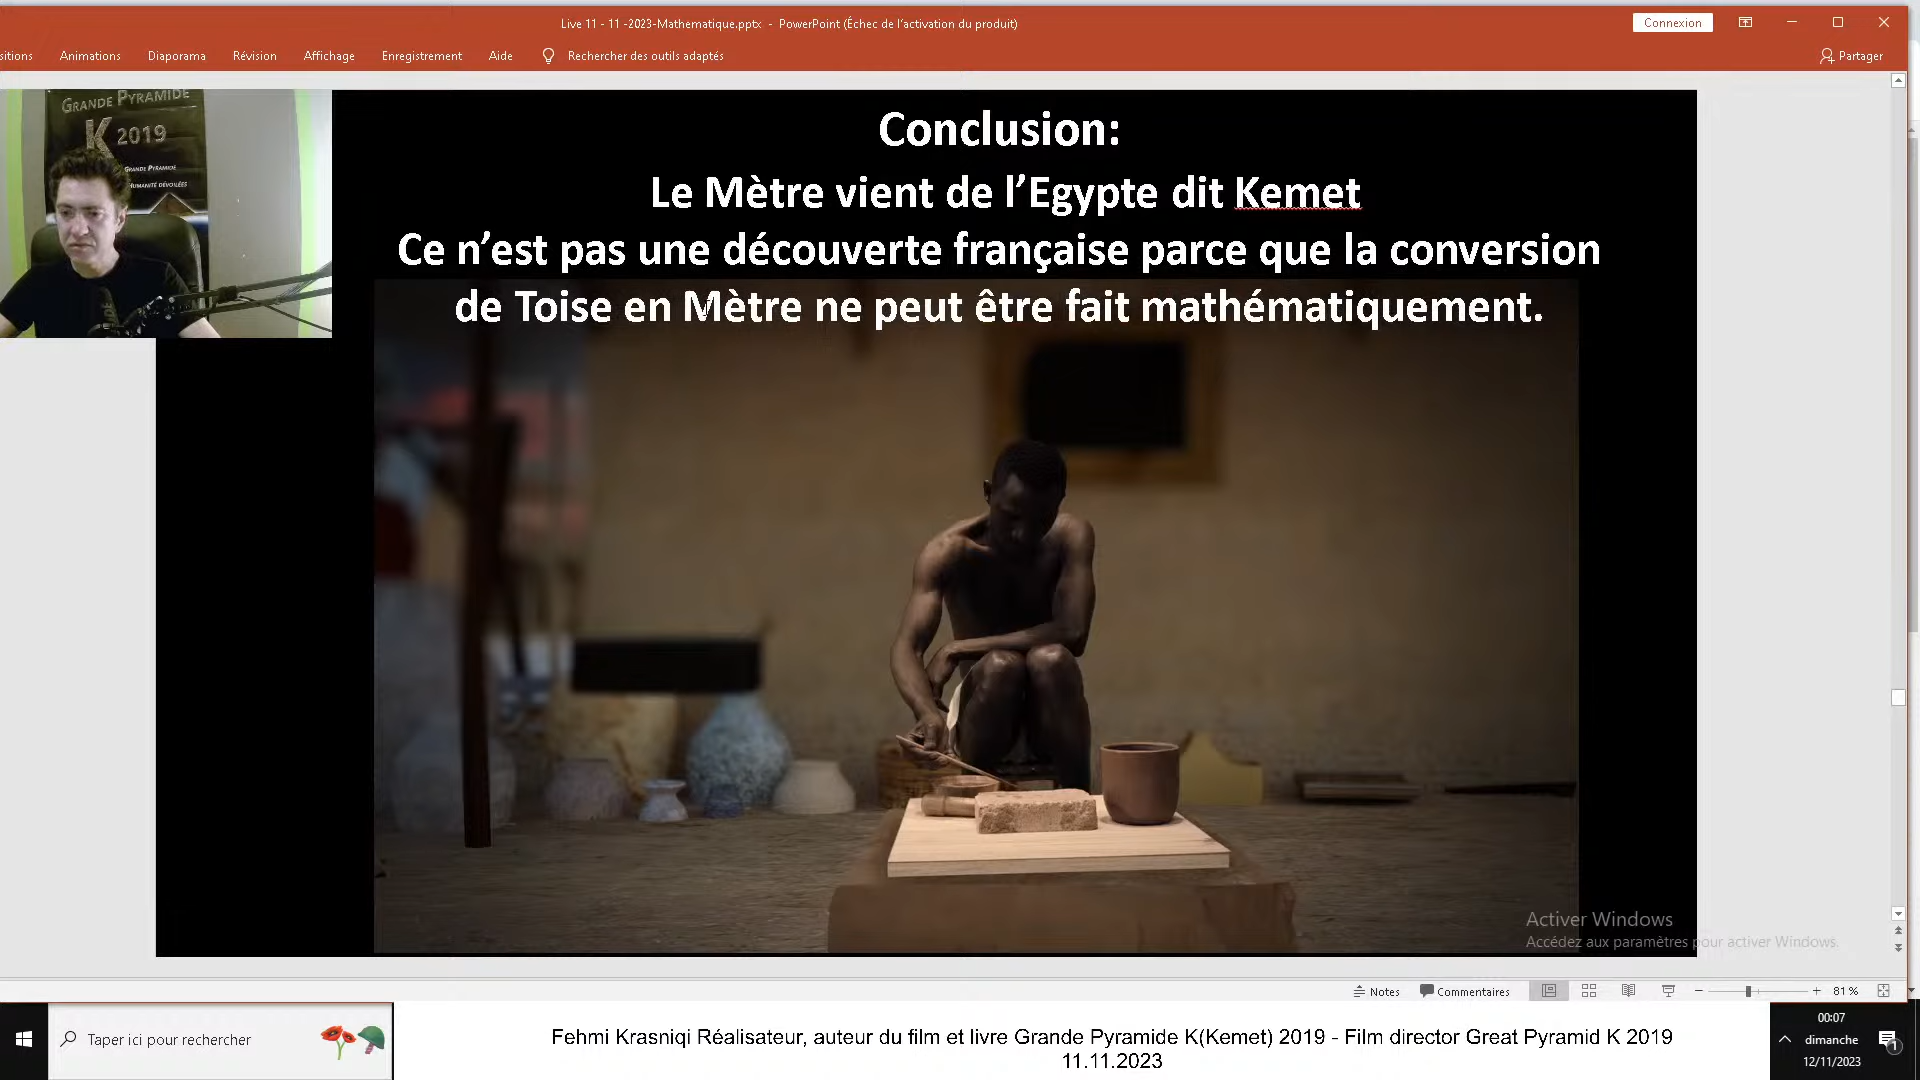 Live 11 - 11 -2023-Mathematique.pptx - PowerPoint (Échec de l'activation du produit)
Connexion
sitions Animations Diaporama Révision Affichage Enregistrement Aide Rechercher des outils adaptés
Partager
GRANDE PYRAMIDE
K 2019
GRANDE PYRAMIDE
HUMANITÉ DÉVOILÉES
Conclusion:
Le Mètre vient de l’Egypte dit Kemet
Ce n’est pas une découverte française parce que la conversion
de Toise en Mètre ne peut être fait mathématiquement.
Activer Windows
Accédez aux paramètres pour activer Windows.
Notes Commentaires 81 %
Taper ici pour rechercher
Fehmi Krasniqi Réalisateur, auteur du film et livre Grande Pyramide K(Kemet) 2019 - Film director Great Pyramid K 2019
11.11.2023
00:07
dimanche
12/11/2023
1